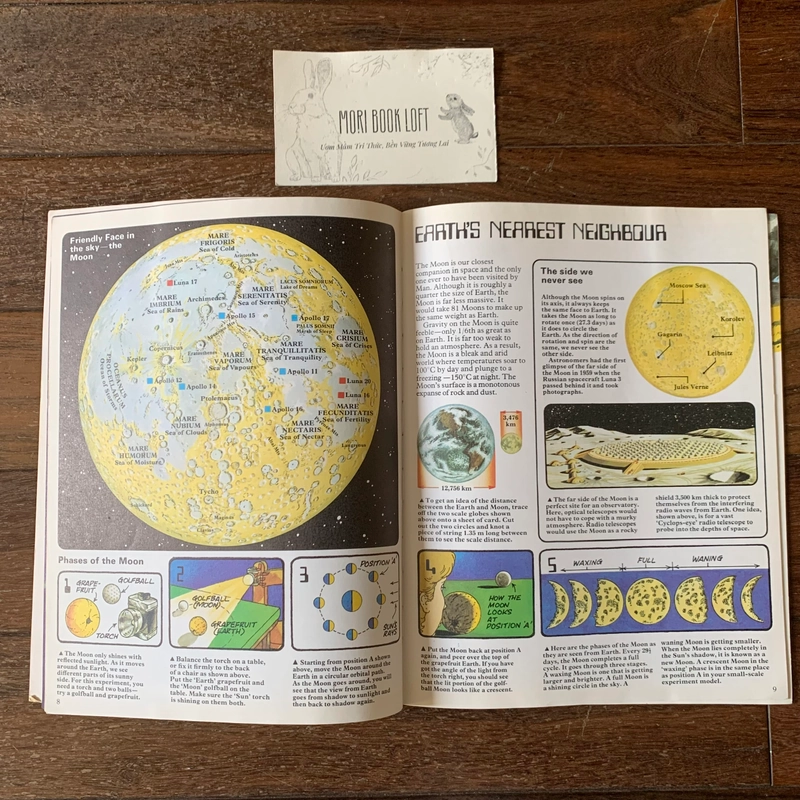 MORI BOOK LOFT
Ươm Mầm Tri Thức, Bền Vững Tương Lai
Friendly Face in
the sky—the
Moon
MARE
FRIGORIS
Sea of Cold
Aristoteles
Luna 17
LACUS SOMNIORUM
Lake of Dreams
MARE
IMBRIUM
Sea of Rains
Archimedes
MARE
SERENITATIS
Sea of Serenity
Apollo 15
Apollo 17
PALUS SOMNII
Marsh of Sleep
MARE
CRISIUM
Sea of Crises
Copernicus
Eratosthenes
Kepler
MARE
VAPORUM
Sea of Vapours
MARE
TRANQUILLITATIS
Sea of Tranquility
OCEANUS
PROCELLARUM
Ocean of Storms
Apollo 12
Apollo 14
Apollo 11
Luna 20
Luna 16
Ptolemaeus
Apollo 16
MARE
FECUNDITATIS
Sea of Fertility
MARE
NUBIUM
Sea of Clouds
Alphonsus
MARE
NECTARIS
Sea of Nectar
Langrenus
MARE
HUMORUM
Sea of Moisture
Tycho
Maginus
Clavius
Phases of the Moon
1
GRAPE-
FRUIT
GOLFBALL
TORCH
▲ The Moon only shines with
reflected sunlight. As it moves
around the Earth, we see
different parts of its sunny
side. For this experiment, you
need a torch and two balls—
try a golfball and grapefruit.
8
2
GOLFBALL
(MOON)
GRAPEFRUIT
(EARTH)
▲ Balance the torch on a table,
or fix it firmly to the back
of a chair as shown above.
Put the 'Earth' grapefruit and
the 'Moon' golfball on the
table. Make sure the 'Sun' torch
is shining on them both.
3
POSITION 'A'
SUN'S
RAYS
▲ Starting from position A shown
above, move the Moon around the
Earth in a circular orbital path.
As the Moon goes around, you will
see that the view from Earth
goes from shadow to sunlight and
then back to shadow again.
EARTH'S NEAREST NEIGHBOUR
The Moon is our closest
companion in space and the only
one ever to have been visited by
Man. Although it is roughly a
quarter the size of Earth, the
Moon is far less massive. It
would take 81 Moons to make up
the same weight as Earth.
Gravity on the Moon is quite
feeble—only 1/6th as great as
on Earth. It is far too weak to
hold an atmosphere. As a result,
the Moon is a bleak and arid
world where temperatures soar to
100°C by day and plunge to a
freezing —150°C at night. The
Moon's surface is a monotonous
expanse of rock and dust.
3,476
km
12,756 km
▲ To get an idea of the distance
between the Earth and Moon, trace
off the two scale globes shown
above onto a sheet of card. Cut
out the two circles and knot a
piece of string 1.35 m long between
them to see the scale distance.
The side we
never see
Although the Moon spins on
its axis, it always keeps
the same face to Earth. It
takes the Moon as long to
rotate once (27.3 days) as it
does to circle the
Earth. As the direction of
rotation and spin are the
same, we never see the
other side.
Astronomers had the first
glimpse of the far side of
the Moon in 1959 when the
Russian spacecraft Luna 3
passed behind it and took
photographs.
Moscow Sea
Korolev
Gagarin
Leibnitz
Jules Verne
▲ The far side of the Moon is a
perfect site for an observatory.
Here, optical telescopes would
not have to cope with a murky
atmosphere. Radio telescopes
would use the Moon as a rocky
shield 3,500 km thick to protect
themselves from the interfering
radio waves from Earth. One idea,
shown above, is for a vast
'Cyclops-eye' radio telescope to
probe into the depths of space.
4
HOW THE
MOON
LOOKS
AT
POSITION 'A'
▲ Put the Moon back at position A
again, and peer over the top of
the grapefruit Earth. If you have
got the angle of the light from
the torch right, you should see
that the lit portion of the golf-
ball Moon looks like a crescent.
5
WAXING
FULL
WANING
▲ Here are the phases of the Moon as
they are seen from Earth. Every 29½
days, the Moon completes a full
cycle. It goes through three stages.
A waxing Moon is one that is getting
larger and brighter. A full Moon is
a shining circle in the sky. A
waning Moon is getting smaller.
When the Moon lies completely in
the Sun's shadow, it is known as a
new Moon. A crescent Moon in the
'waxing' phase is in the same place
as position A in your small-scale
experiment model.
9